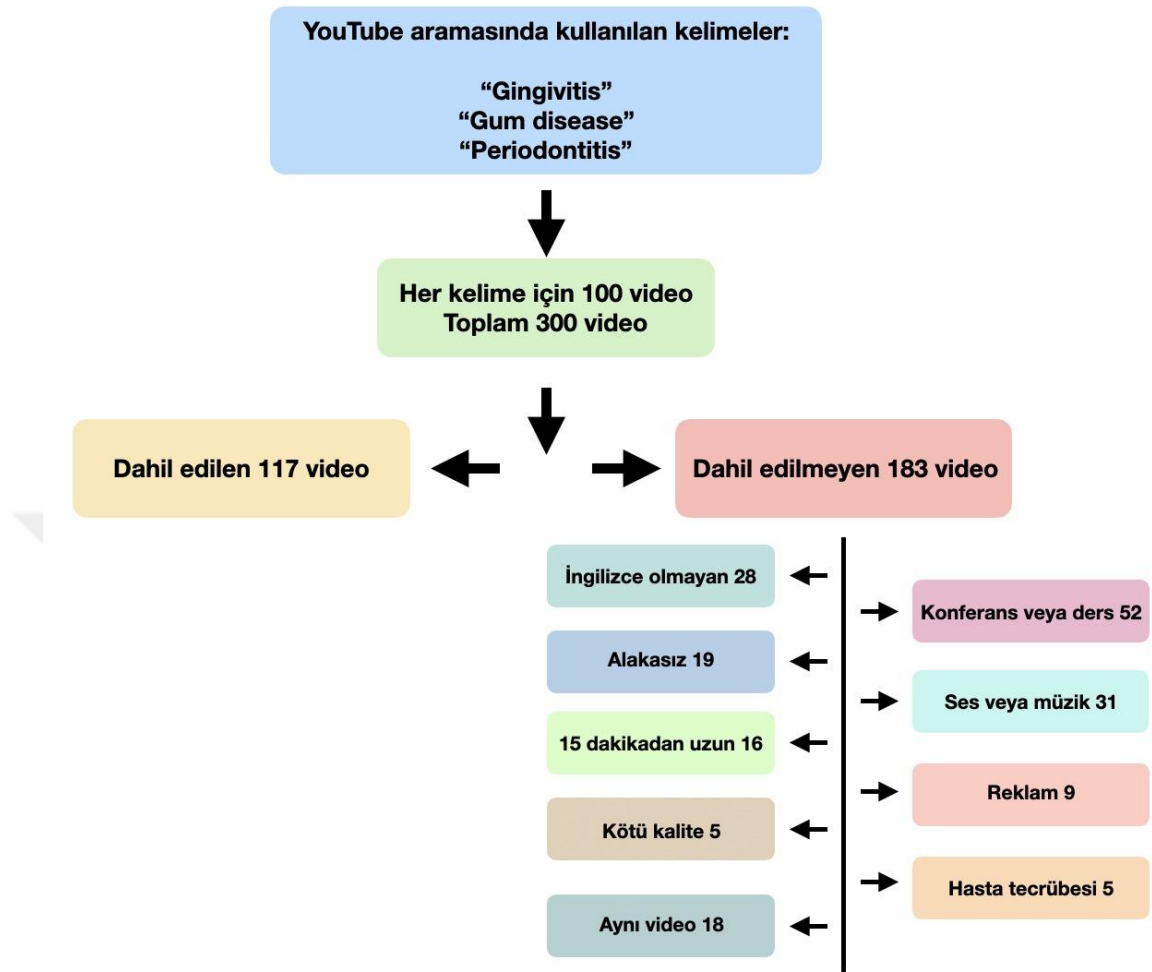 YouTube aramasında kullanılan kelimeler:
“Gingivitis”
“Gum disease”
“Periodontitis”
Her kelime için 100 video
Toplam 300 video
Dahil edilen 117 video
Dahil edilmeyen 183 video
İngilizce olmayan 28
Konferans veya ders 52
Alakasız 19
Ses veya müzik 31
15 dakikadan uzun 16
Reklam 9
Kötü kalite 5
Hasta tecrübesi 5
Aynı video 18